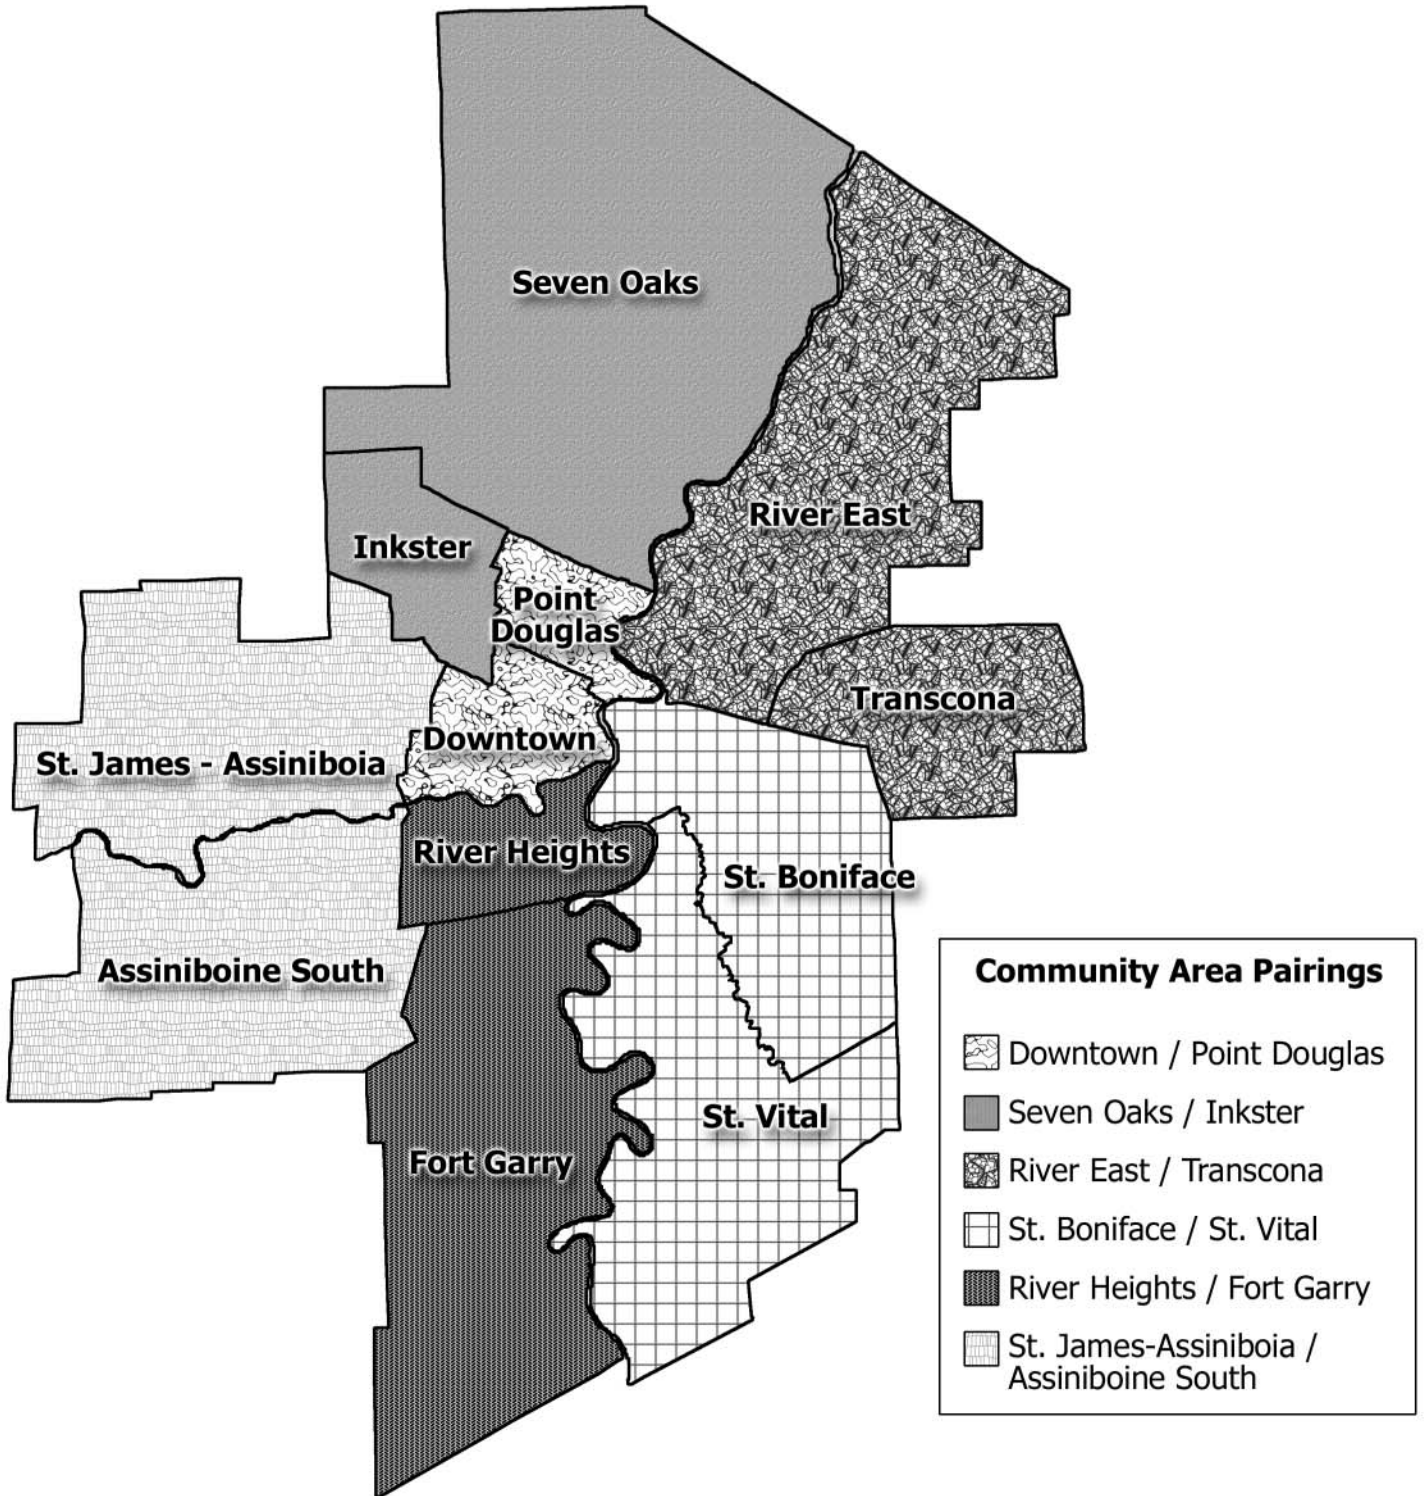 Seven Oaks
River East
Inkster
Point
Douglas
Transcona
Downtown
St. James - Assiniboia
River Heights
St. Boniface
Assiniboine South
St. Vital
Fort Garry
Community Area Pairings
Downtown / Point Douglas
Seven Oaks / Inkster
River East / Transcona
St. Boniface / St. Vital
River Heights / Fort Garry
St. James-Assiniboia /
Assiniboine South